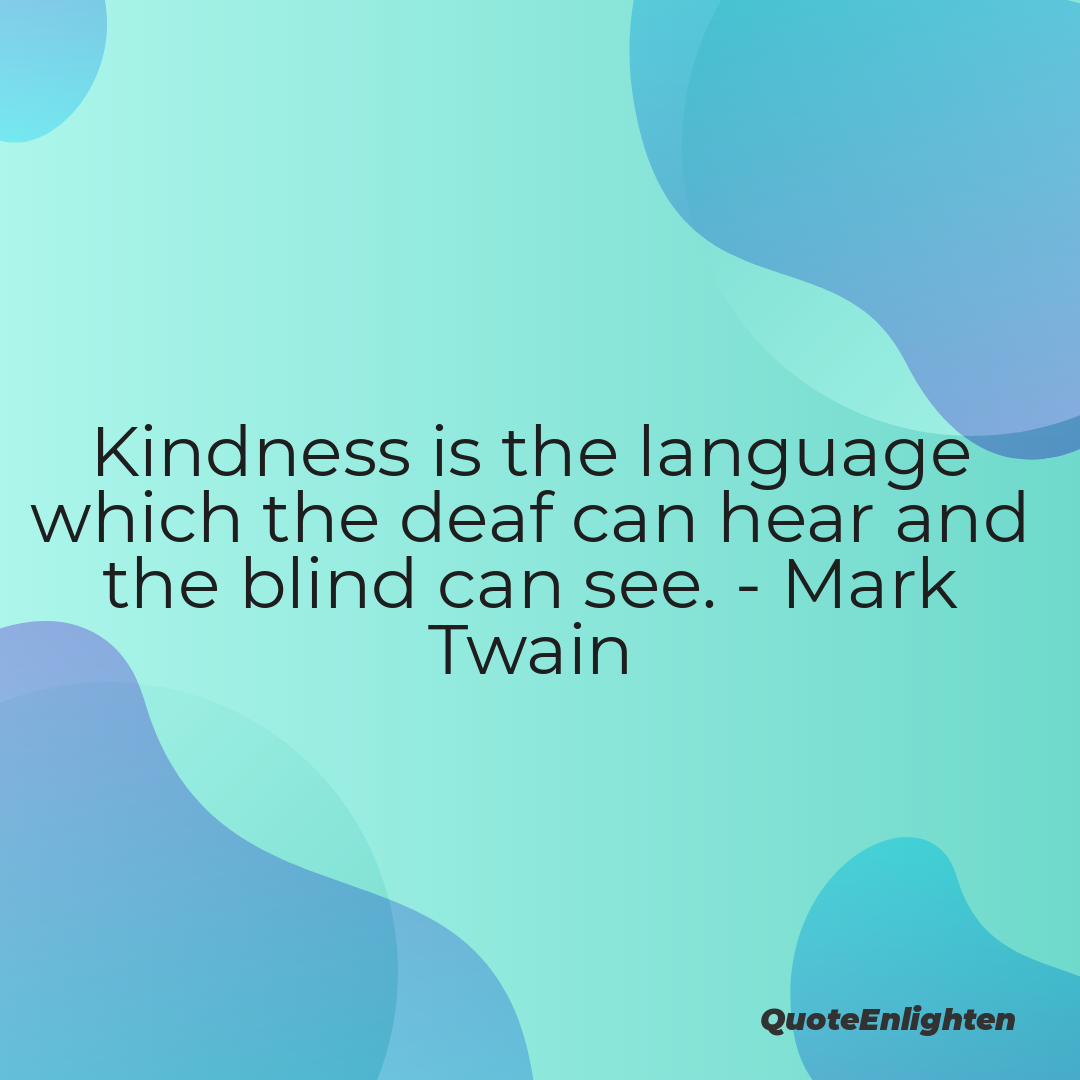 Kindness is the language
which the deaf can hear and
the blind can see. - Mark
Twain
QuoteEnlighten